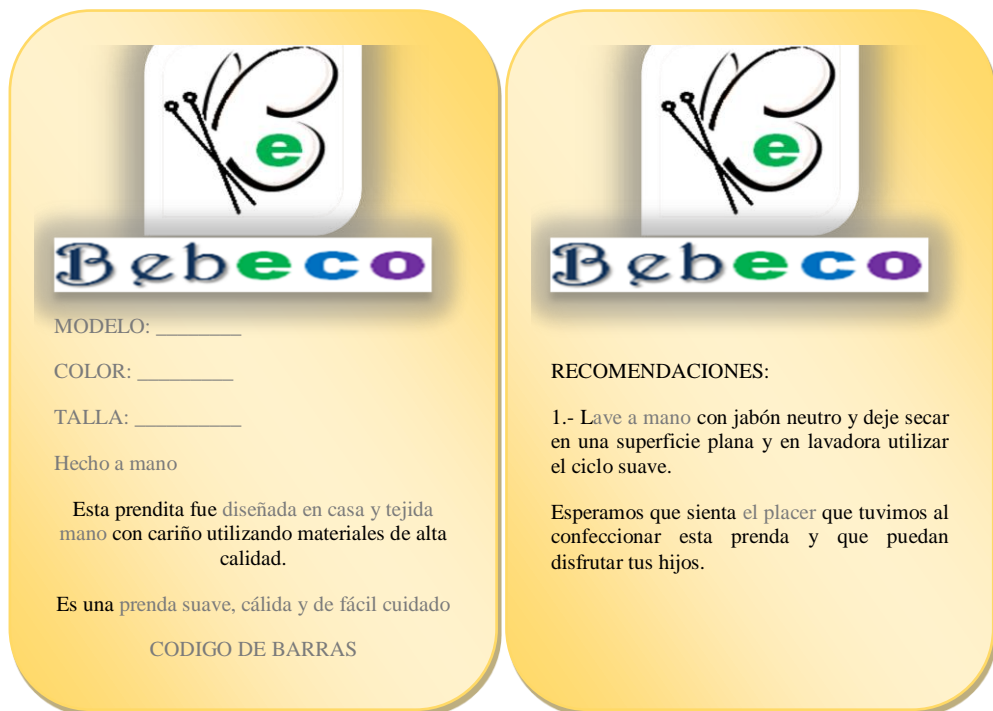 e
Bebeco
MODELO: ________
COLOR: _________
TALLA: __________
Hecho a mano
Esta prendita fue diseñada en casa y tejida
mano con cariño utilizando materiales de alta
calidad.
Es una prenda suave, cálida y de fácil cuidado
CODIGO DE BARRAS
e
Bebeco
RECOMENDACIONES:
1.- Lave a mano con jabón neutro y deje secar
en una superficie plana y en lavadora utilizar
el ciclo suave.
Esperamos que sienta el placer que tuvimos al
confeccionar esta prenda y que puedan
disfrutar tus hijos.